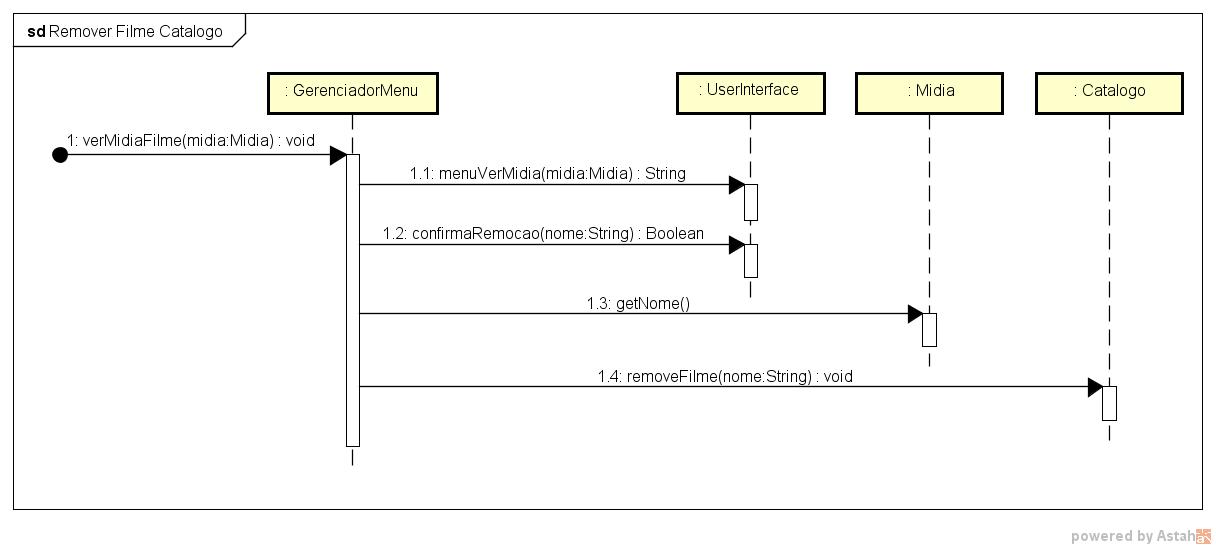 sd Remover Filme Catalogo
: GerenciadorMenu
: UserInterface
: Midia
: Catalogo
1: verMidiaFilme(midia:Midia) : void
1.1: menuVerMidia(midia:Midia) : String
1.2: confirmaRemocao(nome:String) : Boolean
1.3: getNome()
1.4: removeFilme(nome:String) : void
powered by Astah